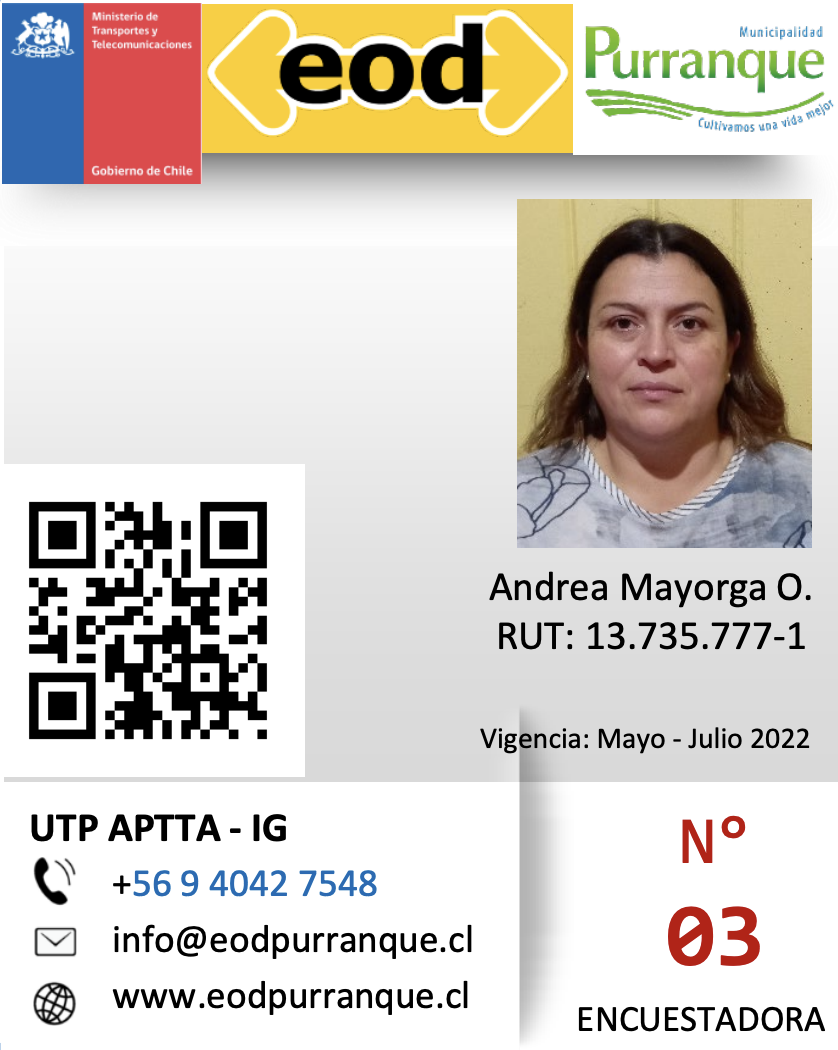 Ministerio de
Transportes y
Telecomunicaciones
Gobierno de Chile
eod
Municipalidad
Purranque
Cultivamos una vida mejor
Andrea Mayorga O.
RUT: 13.735.777-1
Vigencia: Mayo - Julio 2022
UTP APTTA - IG
+56 9 4042 7548
info@eodpurranque.cl
www.eodpurranque.cl
N°
03
ENCUESTADORA